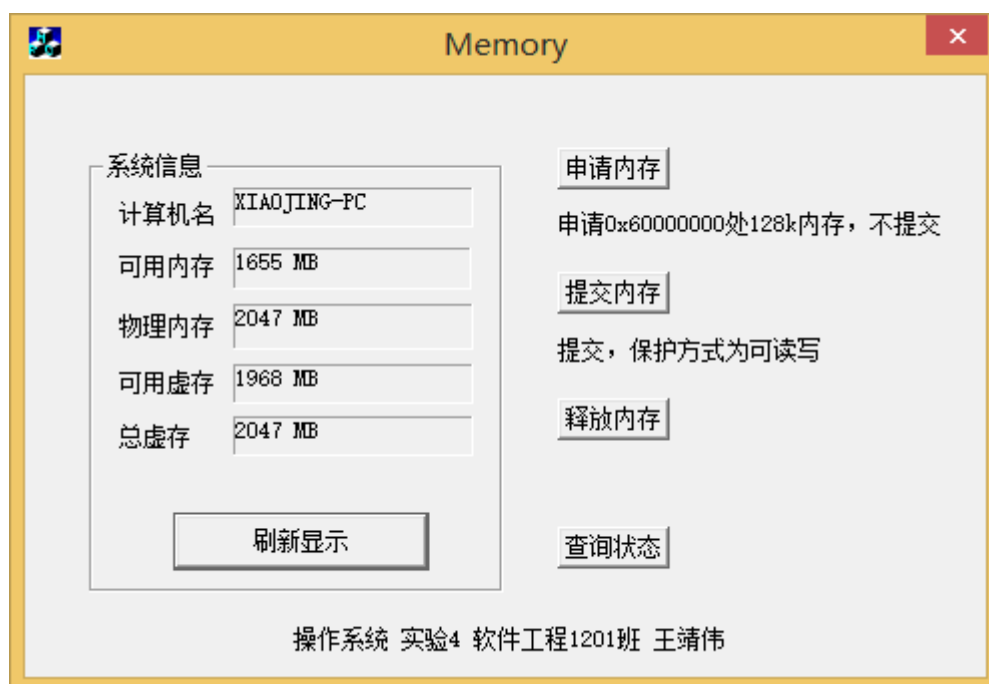 Memory
系统信息
计算机名 XIAOJING-PC
可用内存 1655 MB
物理内存 2047 MB
可用虚存 1968 MB
总虚存 2047 MB
刷新显示
申请内存
申请0x60000000处128k内存，不提交
提交内存
提交，保护方式为可读写
释放内存
查询状态
操作系统 实验4 软件工程1201班 王靖伟